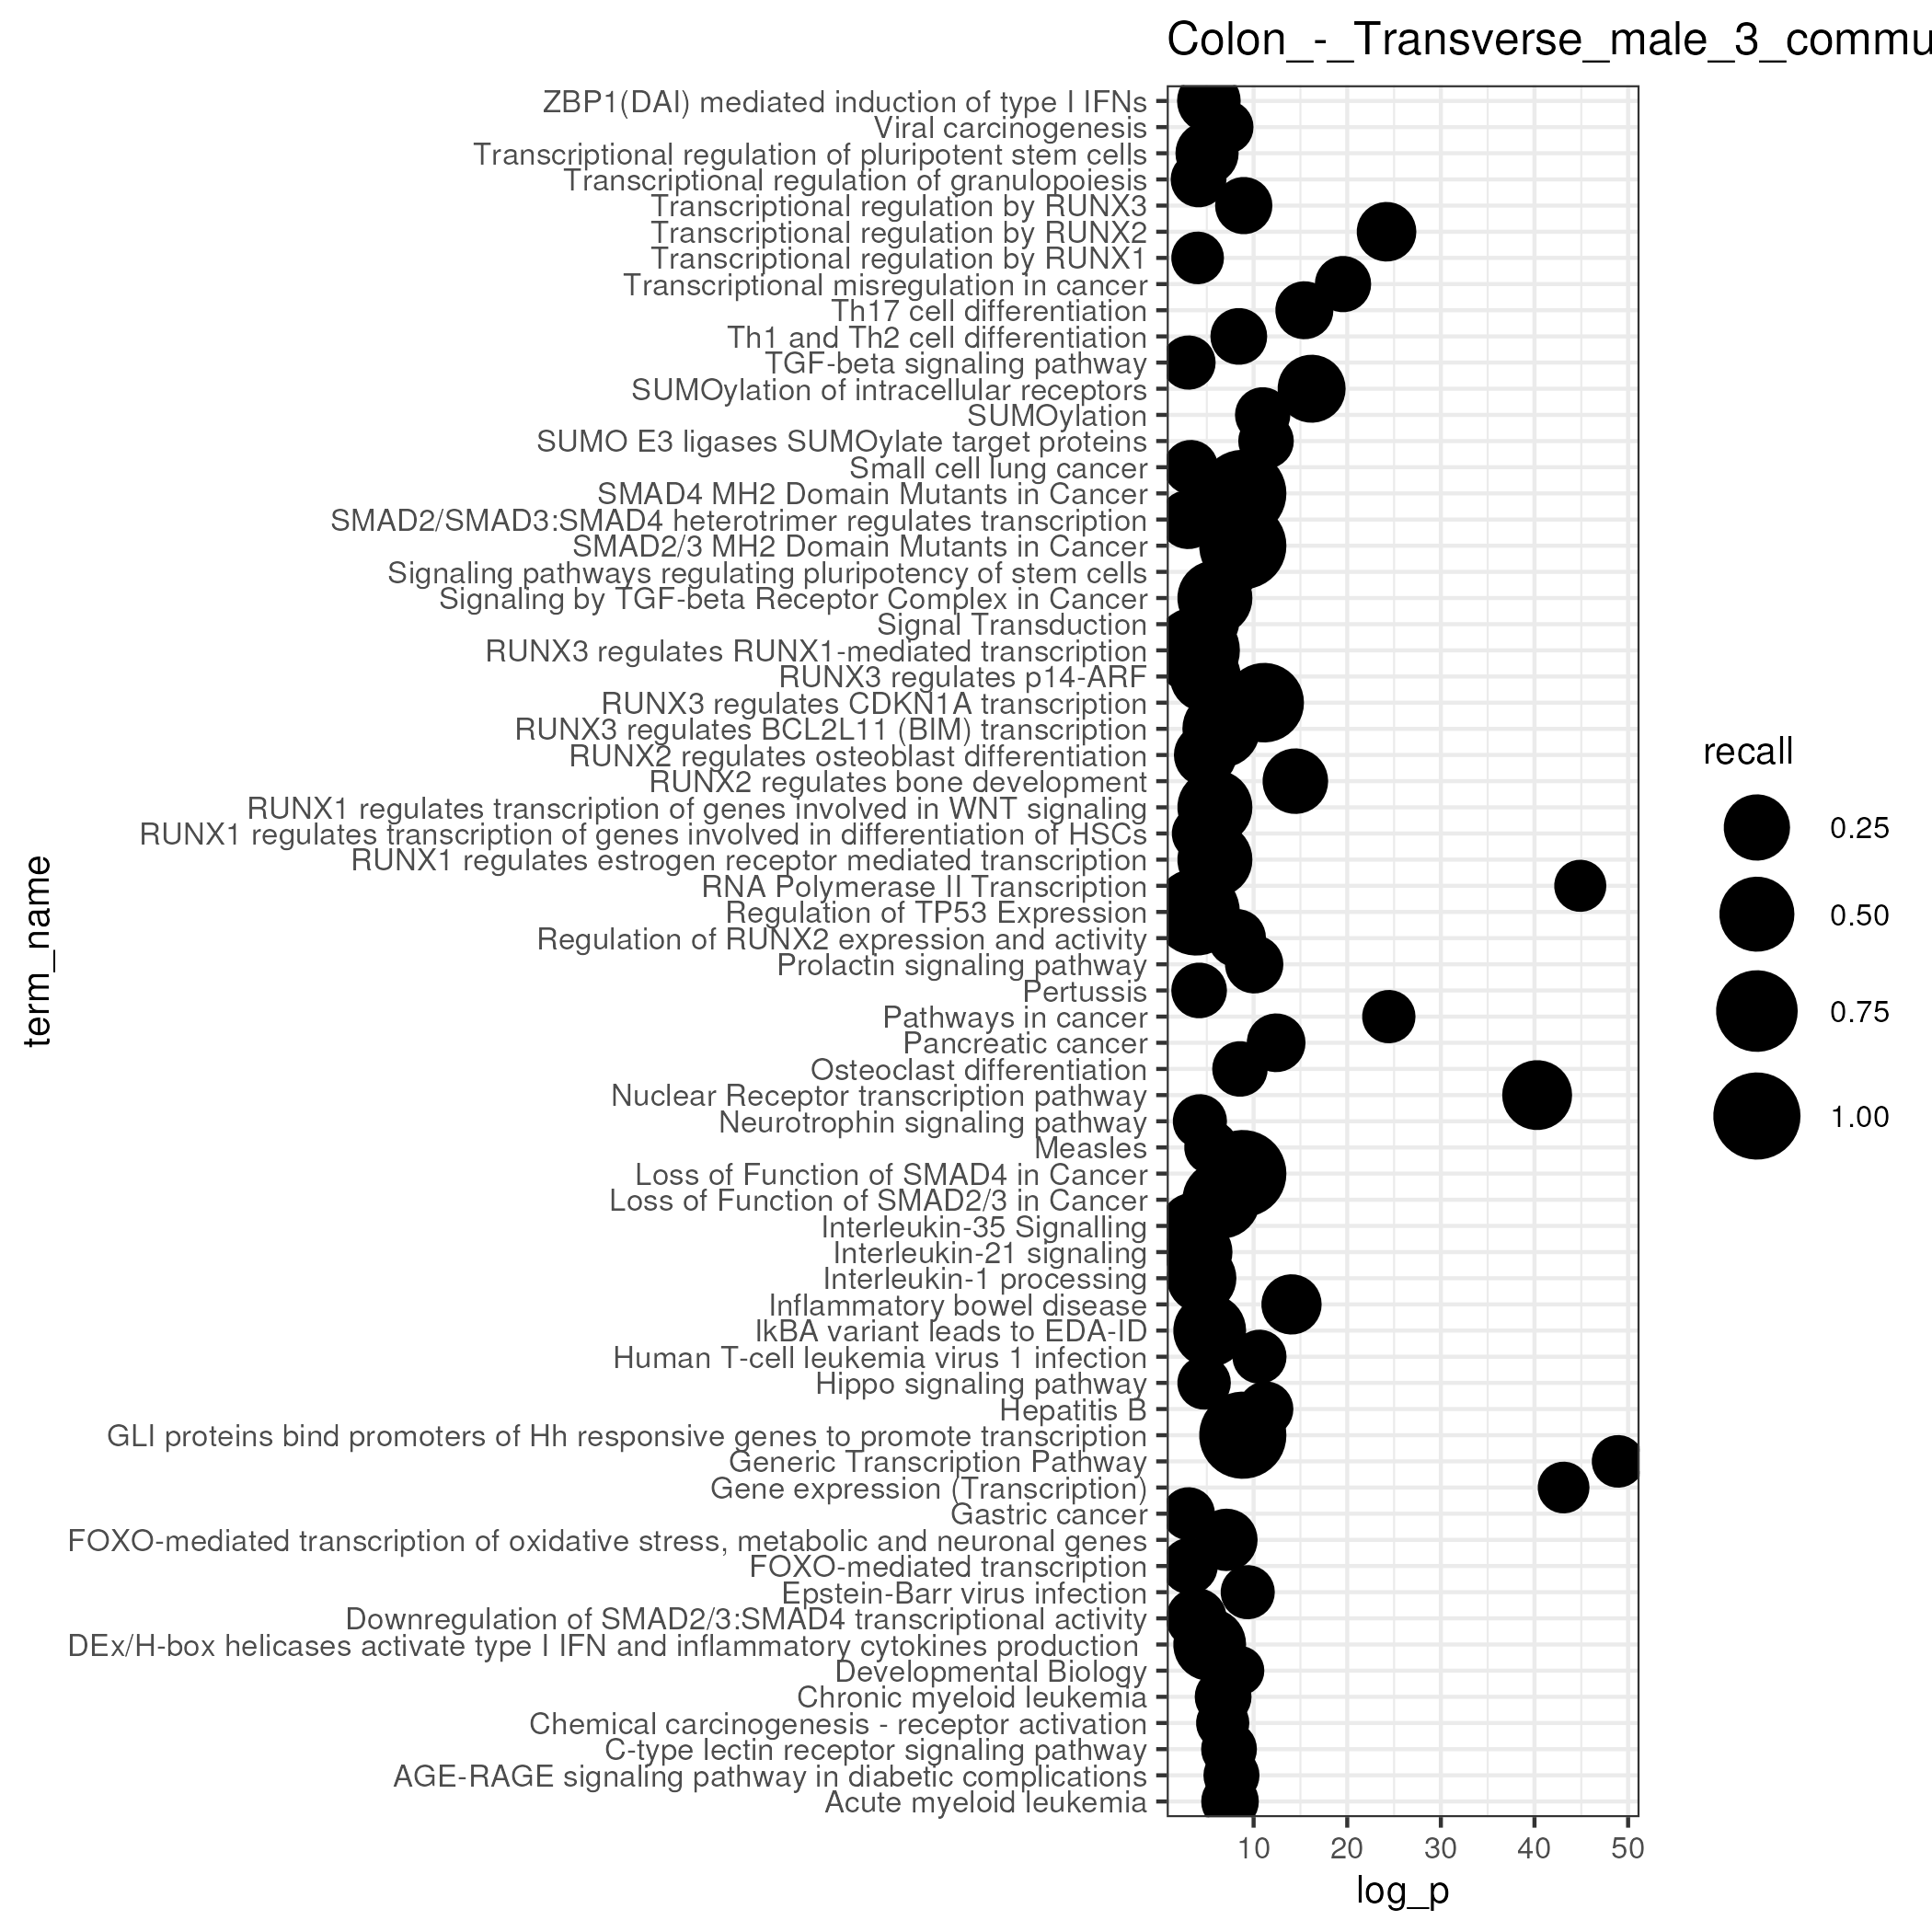 Colon_-_Transverse_male_3_commu
ZBP1(DAI) mediated induction of type I IFNs
Viral carcinogenesis
Transcriptional regulation of pluripotent stem cells
Transcriptional regulation of granulopoiesis
Transcriptional regulation by RUNX3
Transcriptional regulation by RUNX2
Transcriptional regulation by RUNX1
Transcriptional misregulation in cancer
Th17 cell differentiation
Th1 and Th2 cell differentiation
TGF-beta signaling pathway
SUMOylation of intracellular receptors
SUMOylation
SUMO E3 ligases SUMOylate target proteins
Small cell lung cancer
SMAD4 MH2 Domain Mutants in Cancer
SMAD2/SMAD3:SMAD4 heterotrimer regulates transcription
SMAD2/3 MH2 Domain Mutants in Cancer
Signaling pathways regulating pluripotency of stem cells
Signaling by TGF-beta Receptor Complex in Cancer
Signal Transduction
RUNX3 regulates RUNX1-mediated transcription
RUNX3 regulates p14-ARF
RUNX3 regulates CDKN1A transcription
RUNX3 regulates BCL2L11 (BIM) transcription
RUNX2 regulates osteoblast differentiation
RUNX2 regulates bone development
RUNX1 regulates transcription of genes involved in WNT signaling
RUNX1 regulates transcription of genes involved in differentiation of HSCs
RUNX1 regulates estrogen receptor mediated transcription
RNA Polymerase II Transcription
Regulation of TP53 Expression
Regulation of RUNX2 expression and activity
Prolactin signaling pathway
Pertussis
Pathways in cancer
Pancreatic cancer
Osteoclast differentiation
Nuclear Receptor transcription pathway
Neurotrophin signaling pathway
Measles
Loss of Function of SMAD4 in Cancer
Loss of Function of SMAD2/3 in Cancer
Interleukin-35 Signalling
Interleukin-21 signaling
Interleukin-1 processing
Inflammatory bowel disease
IkBA variant leads to EDA-ID
Human T-cell leukemia virus 1 infection
Hippo signaling pathway
Hepatitis B
GLI proteins bind promoters of Hh responsive genes to promote transcription
Generic Transcription Pathway
Gene expression (Transcription)
Gastric cancer
FOXO-mediated transcription of oxidative stress, metabolic and neuronal genes
FOXO-mediated transcription
Epstein-Barr virus infection
Downregulation of SMAD2/3:SMAD4 transcriptional activity
DEx/H-box helicases activate type I IFN and inflammatory cytokines production
Developmental Biology
Chronic myeloid leukemia
Chemical carcinogenesis - receptor activation
C-type lectin receptor signaling pathway
AGE-RAGE signaling pathway in diabetic complications
Acute myeloid leukemia
term_name
10 20 30 40 50
log_p
recall
0.25
0.50
0.75
1.00